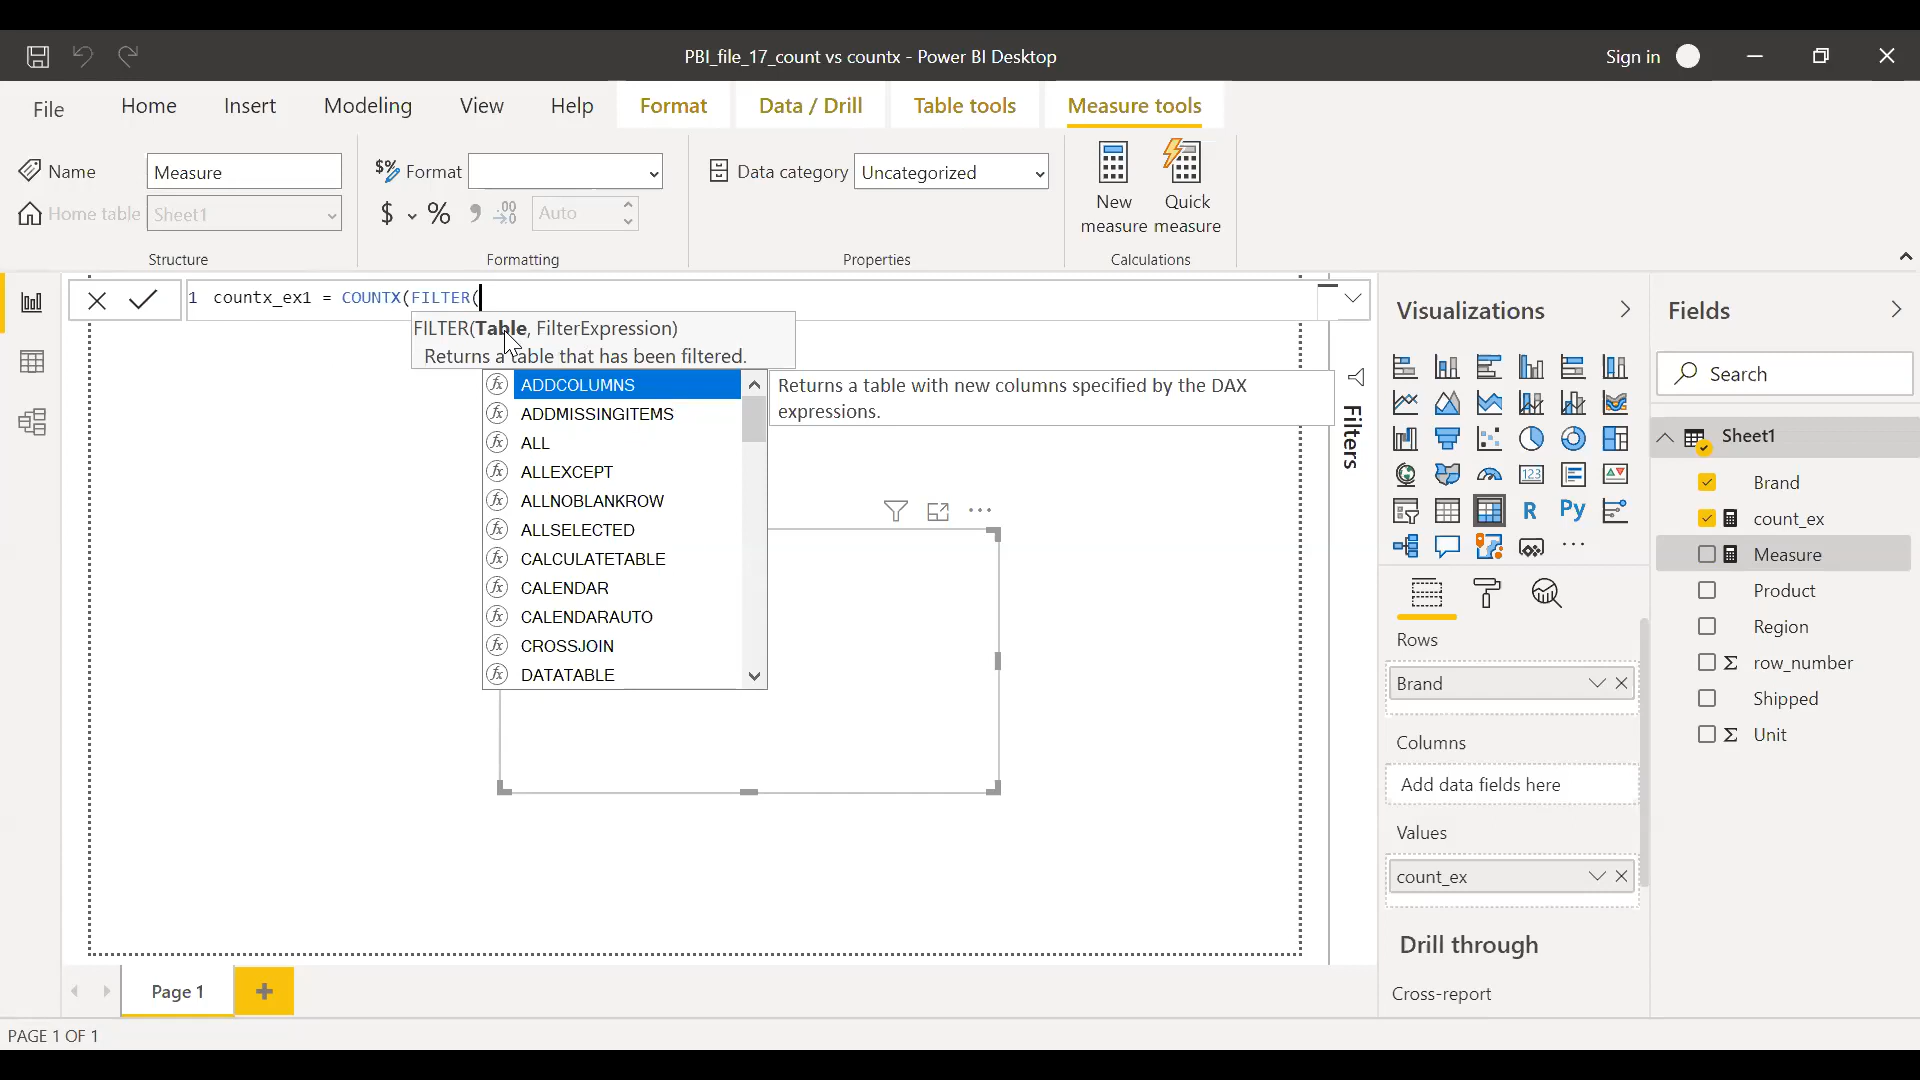 PBI_file_17_count vs countx - Power BI Desktop
Sign in
File Home Insert Modeling View Help Format Data / Drill Table tools Measure tools
Name Measure
Home table Sheet1
Structure
$% Format
$ % 9 .00 Auto
Formatting
Data category Uncategorized
Properties
New measure
Quick measure
Calculations
1 countx_ex1 = COUNTX(FILTER(
FILTER(Table, FilterExpression)
Returns a table that has been filtered.
ADDCOLUMNS
ADDMISSINGITEMS
ALL
ALLEXCEPT
ALLNOBLANKROW
ALLSELECTED
CALCULATETABLE
CALENDAR
CALENDARAUTO
CROSSJOIN
DATATABLE
Returns a table with new columns specified by the DAX
expressions.
Filters
Visualizations
123
R Py
Rows
Brand
Columns
Add data fields here
Values
count_ex
Drill through
Cross-report
Fields
Search
Sheet1
Brand
count_ex
Measure
Product
Region
Σ row_number
Shipped
Σ Unit
Page 1
PAGE 1 OF 1